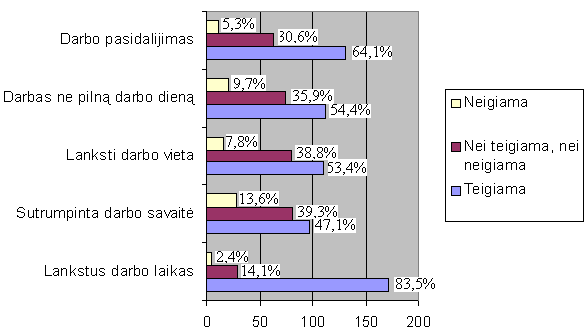 Darbo pasidalijimas
5,3%
30,6%
64,1%
Darbas ne pilną darbo dieną
9,7%
35,9%
54,4%
Lanksti darbo vieta
7,8%
38,8%
53,4%
Sutrumpinta darbo savaitė
13,6%
39,3%
47,1%
Lankstus darbo laikas
2,4%
14,1%
83,5%
0 50 100 150 200
Neigiama
Nei teigiama, nei
neigiama
Teigiama